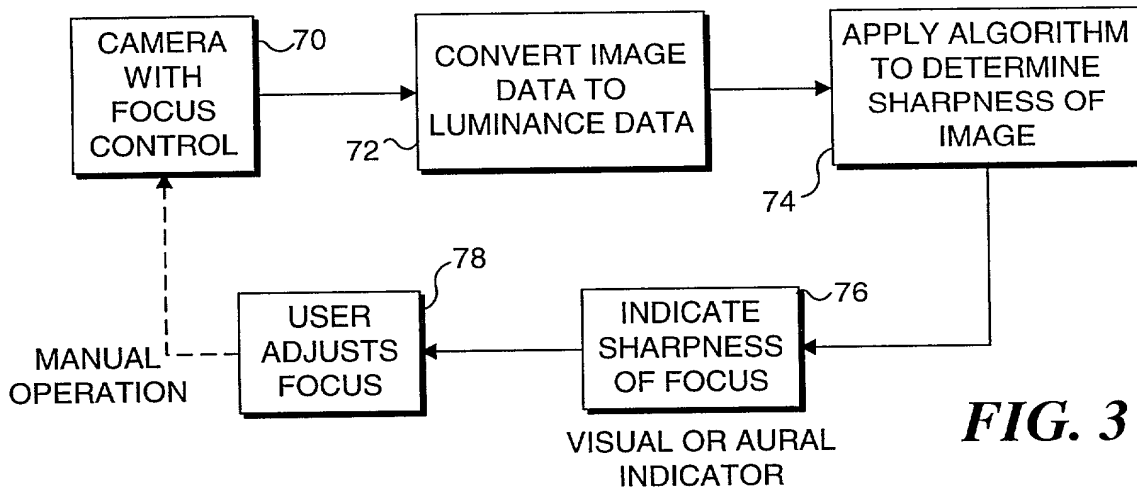 CAMERA
WITH
FOCUS
CONTROL
70
CONVERT IMAGE
DATA TO
LUMINANCE DATA
72
APPLY ALGORITHM
TO DETERMINE
SHARPNESS OF
IMAGE
74
INDICATE
SHARPNESS
OF FOCUS
76
VISUAL OR AURAL
INDICATOR
USER
ADJUSTS
FOCUS
78
MANUAL
OPERATION
FIG. 3